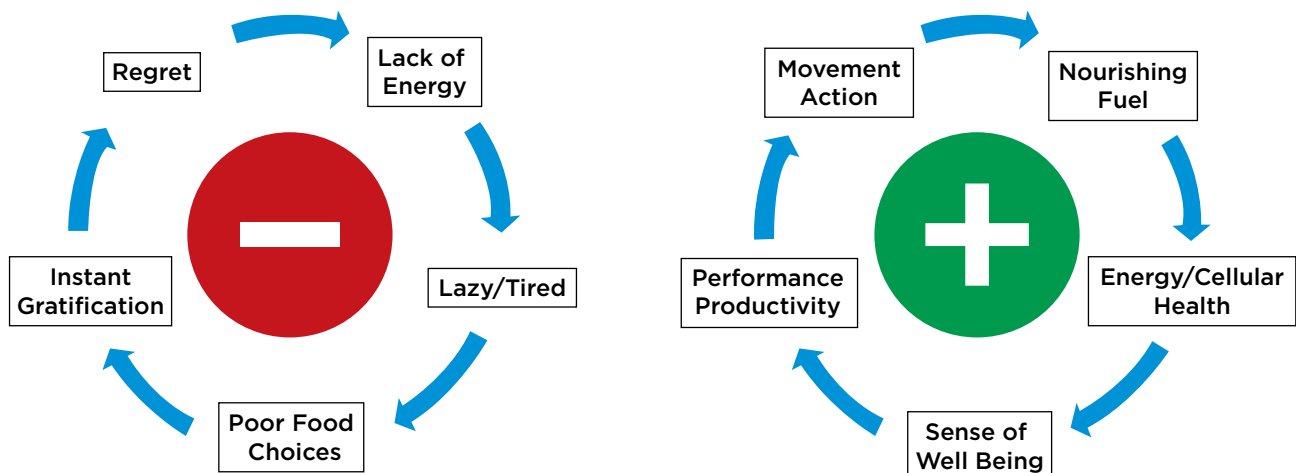 Regret
Lack of
Energy
Lazy/Tired
Poor Food
Choices
Instant
Gratification
Movement
Action
Nourishing
Fuel
Energy/Cellular
Health
Sense of
Well Being
Performance
Productivity